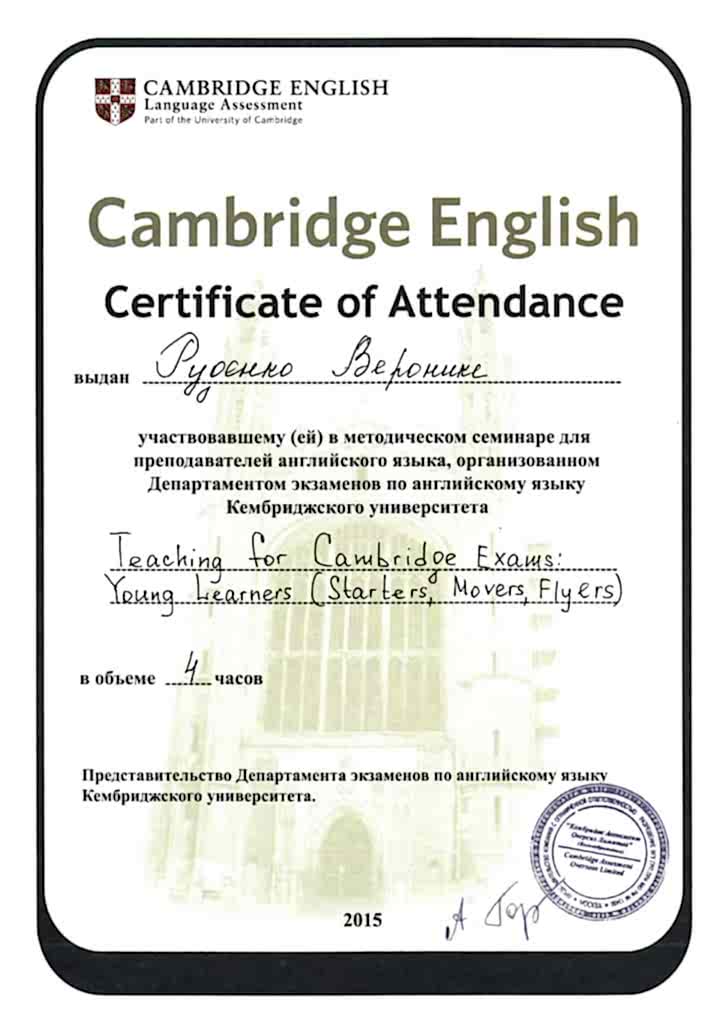 CAMBRIDGE ENGLISH
Language Assessment
Part of the University of Cambridge
Cambridge English
Certificate of Attendance
выдан Руденко Веронике
участвовавшему (ей) в методическом семинаре для
преподавателей английского языка, организованном
Департаментом экзаменов по английскому языку
Кембриджского университета
Teaching for Cambridge Exams:
Young Learners (Starters, Movers, Flyers)
в объеме 4 часов
Представительство Департамента экзаменов по английскому языку
Кембриджского университета.
Cambridge Assessment
Overseas Limited
МОСКВА
2015